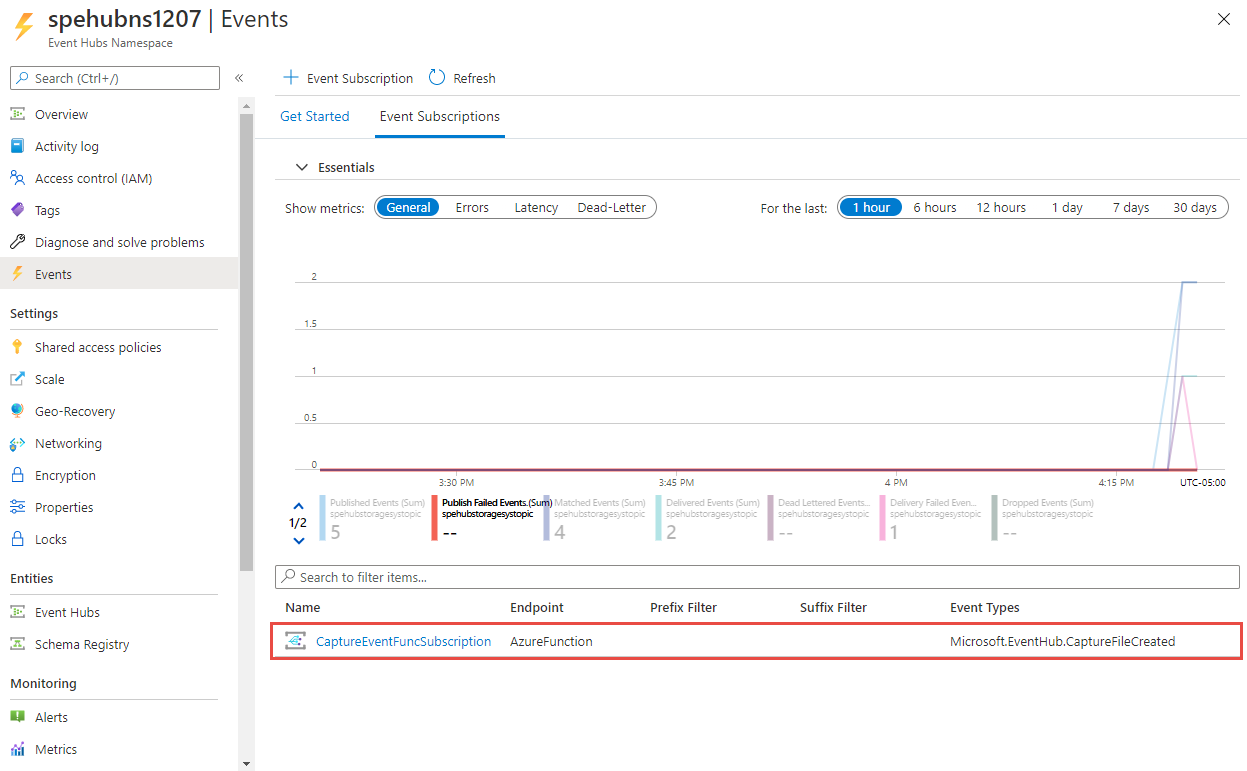 spehubns1207 | Events
Event Hubs Namespace
Search (Ctrl+/)
«
Overview
Activity log
Access control (IAM)
Tags
Diagnose and solve problems
Events
Settings
Shared access policies
Scale
Geo-Recovery
Networking
Encryption
Properties
Locks
Entities
Event Hubs
Schema Registry
Monitoring
Alerts
Metrics
Event Subscription Refresh
Get Started Event Subscriptions
Essentials
Show metrics: General Errors Latency Dead-Letter For the last: 1 hour 6 hours 12 hours 1 day 7 days 30 days
2
1.5
1
0.5
0
3:30 PM 3:45 PM 4 PM 4:15 PM UTC-05:00
1/2
Published Events (Sum)
spehubstoragesystopic
5
Publish Failed Events (Sum)
spehubstoragesystopic
--
Matched Events (Sum)
spehubstoragesystopic
4
Delivered Events (Sum)
spehubstoragesystopic
2
Dead Lettered Events...
spehubstoragesystopic
--
Delivery Failed Even...
spehubstoragesystopic
1
Dropped Events (Sum)
spehubstoragesystopic
--
Search to filter items...
Name Endpoint Prefix Filter Suffix Filter Event Types
CaptureEventFuncSubscription AzureFunction Microsoft.EventHub.CaptureFileCreated